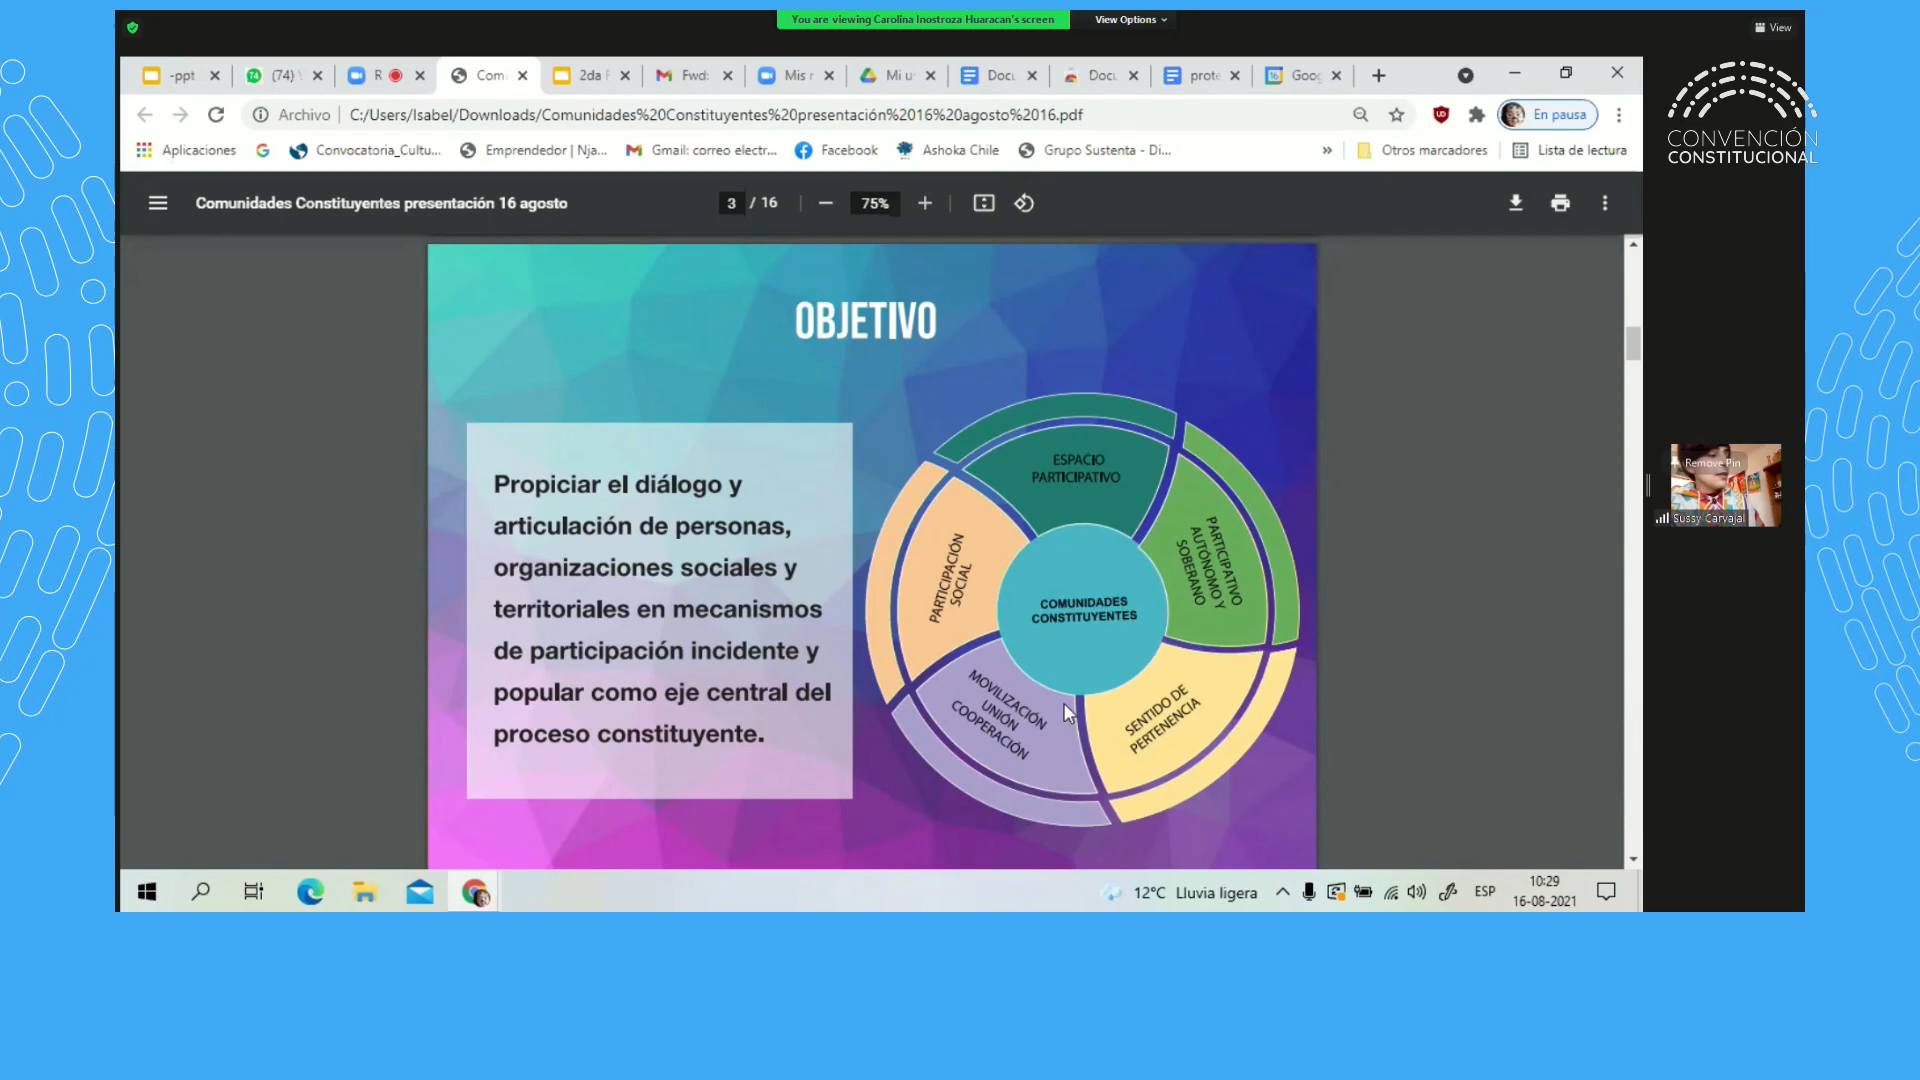 You are viewing Carolina Inostroza Huaracan's screen
View Options
View
-ppt
(74)
R
Com
2da F
Fwd:
Mis r
Mi u
Docu
Docu
prote
Goog
Archivo
C:/Users/Isabel/Downloads/Comunidades%20Constituyentes%20presentación%2016%20agosto%2016.pdf
En pausa
CONVENCIÓN
CONSTITUCIONAL
Aplicaciones
Convocatoria_Cultu...
Emprendedor | Nja...
Gmail: correo electr...
Facebook
Ashoka Chile
Grupo Sustenta - Di...
»
Otros marcadores
Lista de lectura
Comunidades Constituyentes presentación 16 agosto
3 / 16
75%
OBJETIVO
Propiciar el diálogo y
articulación de personas,
organizaciones sociales y
territoriales en mecanismos
de participación incidente y
popular como eje central del
proceso constituyente.
ESPACIO
PARTICIPATIVO
PARTICIPATIVO
AUTÓNOMO Y
SOBERANO
SENTIDO DE
PERTENENCIA
MOVILIZACIÓN
UNIÓN
COOPERACIÓN
PARTICIPACIÓN
SOCIAL
COMUNIDADES
CONSTITUYENTES
Remove Pin
Sussy Carvajal
12°C Lluvia ligera
ESP
10:29
16-08-2021